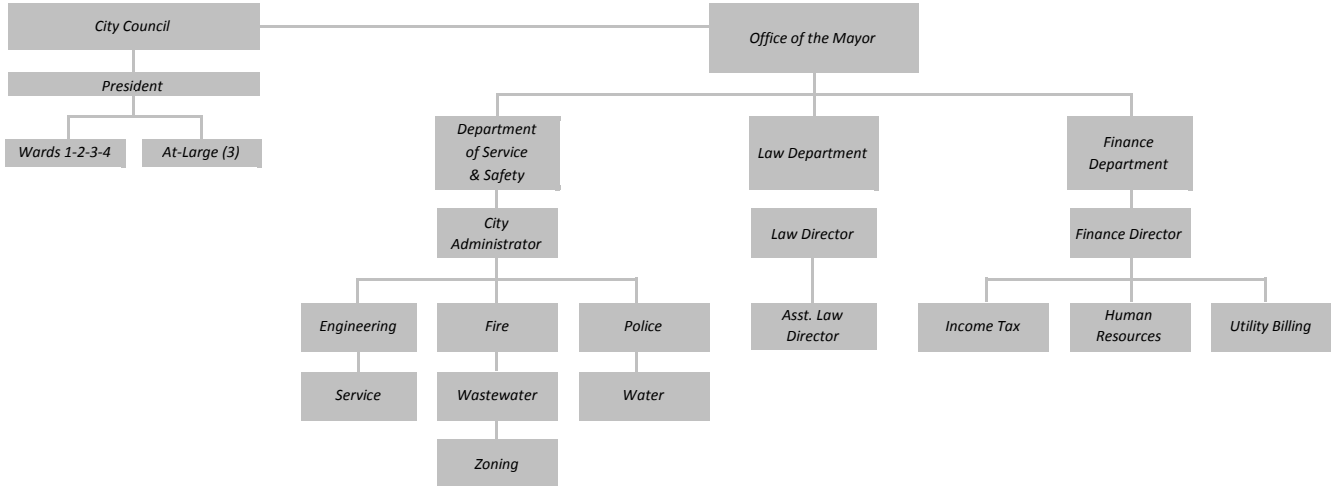 City Council
Office of the Mayor
President
Wards 1-2-3-4
At-Large (3)
Department
of Service
& Safety
Law Department
Finance
Department
City
Administrator
Law Director
Finance Director
Engineering
Fire
Police
Asst. Law
Director
Income Tax
Human
Resources
Utility Billing
Service
Wastewater
Water
Zoning